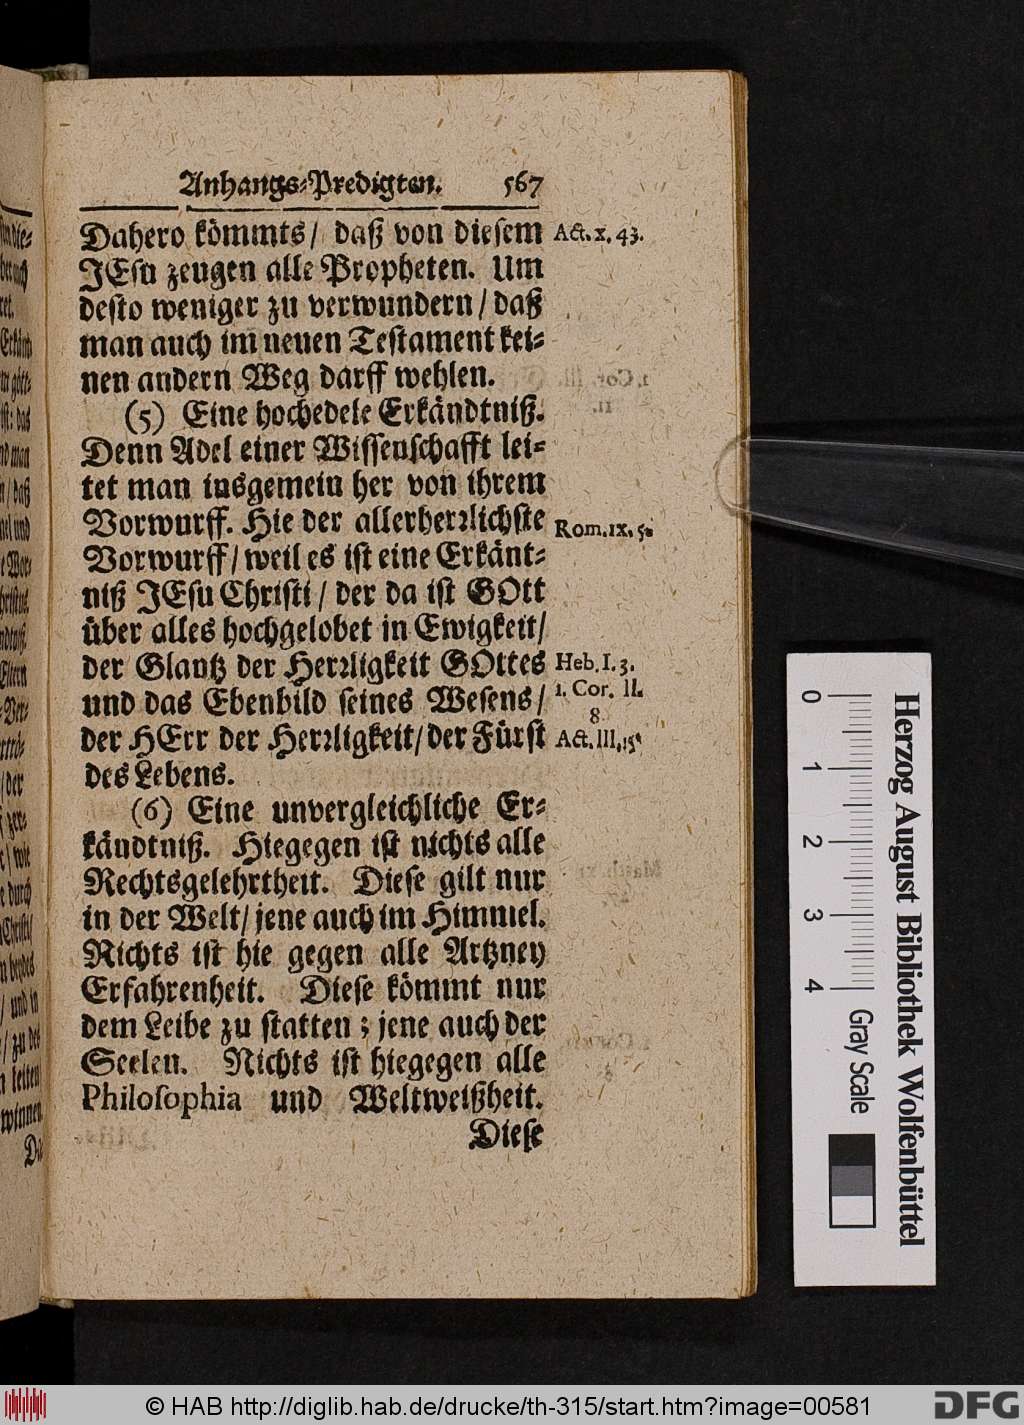 Anhangs-Predigten. 567
Dahero kömmts/ daß von diesem Act. x. 43.
JEsu zeugen alle Propheten. Um
desto weniger zu verwundern/ daß
man auch im neuen Testament kei-
nen andern Weg darff wehlen.
(5) Eine hochedele Erkändtniß.
Denn Adel einer Wissenschafft lei-
tet man insgemein her von ihrem
Vorwurff. Hie der allerherꝛlichste Rom. ix. 5.
Vorwurff/ weil es ist eine Erkänt-
niß JEsu Christi/ der da ist GOtt
über alles hochgelobet in Ewigkeit/
der Glantz der Herꝛligkeit GOttes Heb. I. 3.
und das Ebenbild seines Wesens/ 1. Cor. II.
8.
der HErr der Herꝛligkeit/ der Fürst Act. III. 15.
des Lebens.
(6) Eine unvergleichliche Er-
kändtniß. Hiegegen ist nichts alle
Rechtsgelehrtheit. Diese gilt nur
in der Welt/ jene auch im Himmel.
Nichts ist hie gegen alle Artzney
Erfahrenheit. Diese kömmt nur
dem Leibe zu statten; jene auch der
Seelen. Nichts ist hiegegen alle
Philosophia und Weltweißheit.
Diese
0 1 2 3 4
Gray Scale
Herzog August Bibliothek Wolfenbüttel
© HAB http://diglib.hab.de/drucke/th-315/start.htm?image=00581
DFG